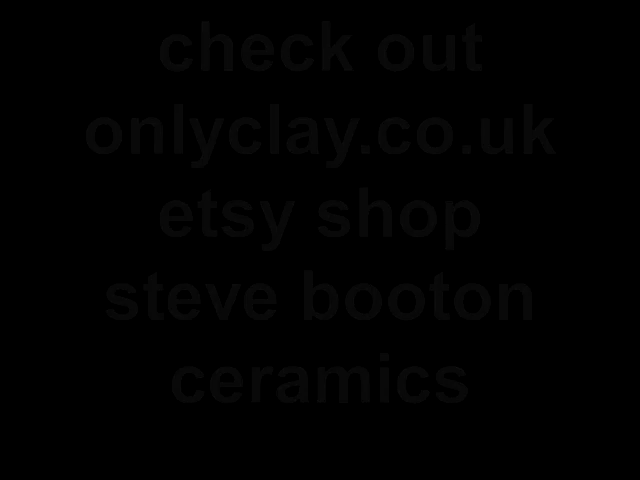 check out
onlyclay.co.uk
etsy shop
steve booton
ceramics